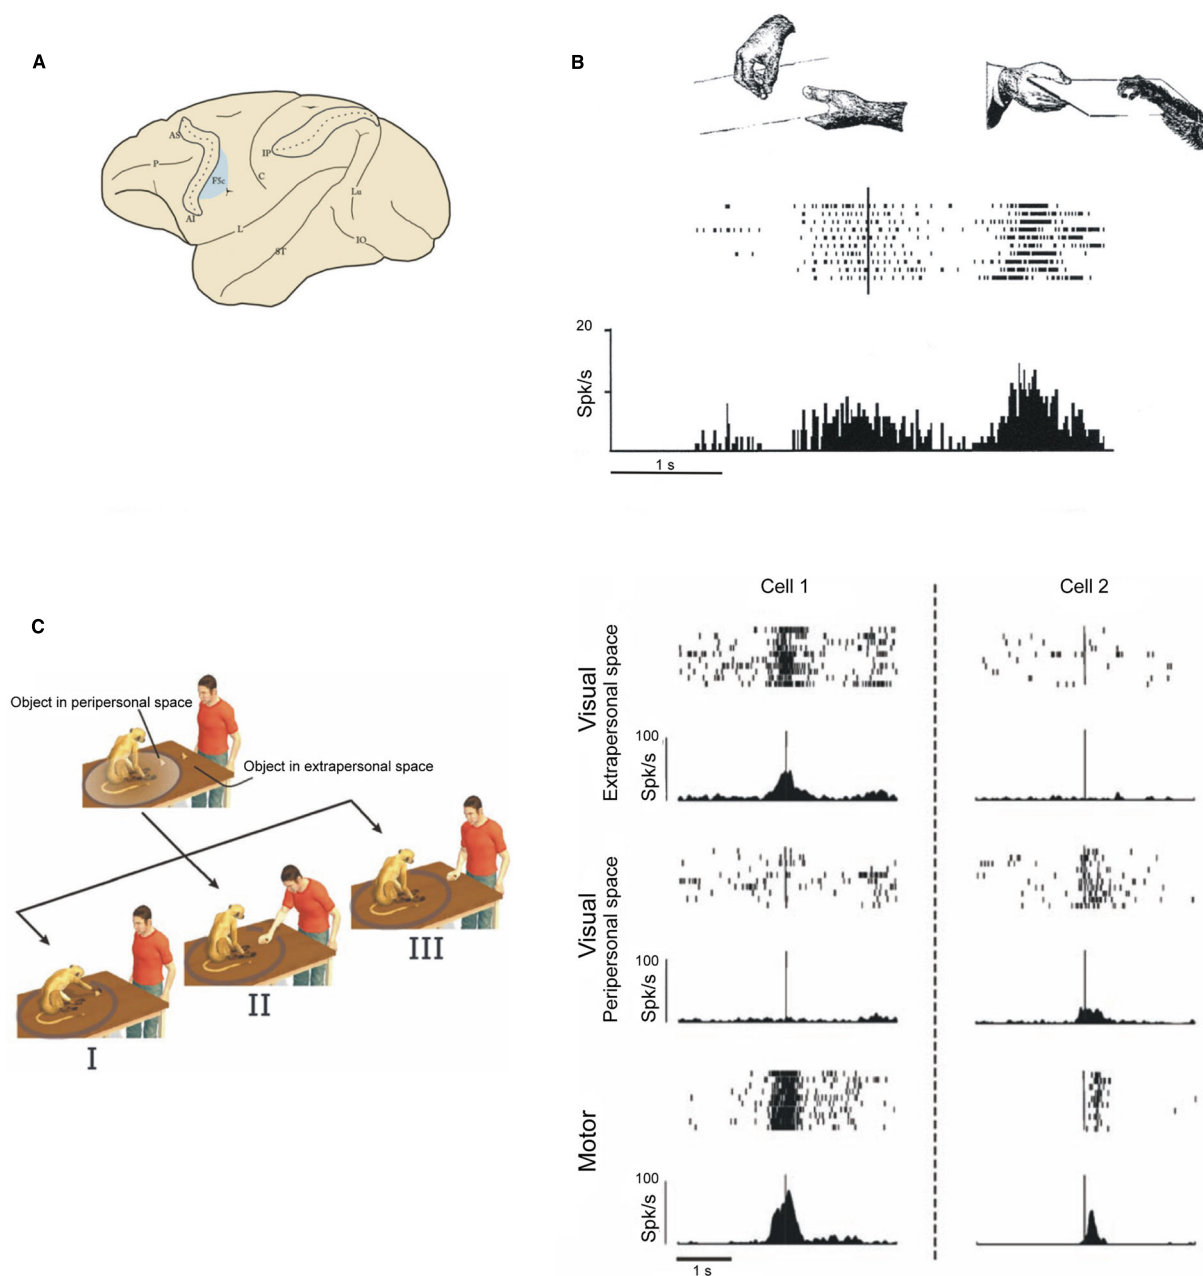 A
AS
P
F5c
AI
IP
C
L
Lu
ST
IO
B
20
Spk/s
1 s
C
Object in peripersonal space
Object in extrapersonal space
I
II
III
Cell 1
Cell 2
Visual
Extrapersonal space
100
Spk/s
Visual
Peripersonal space
100
Spk/s
Motor
100
Spk/s
1 s